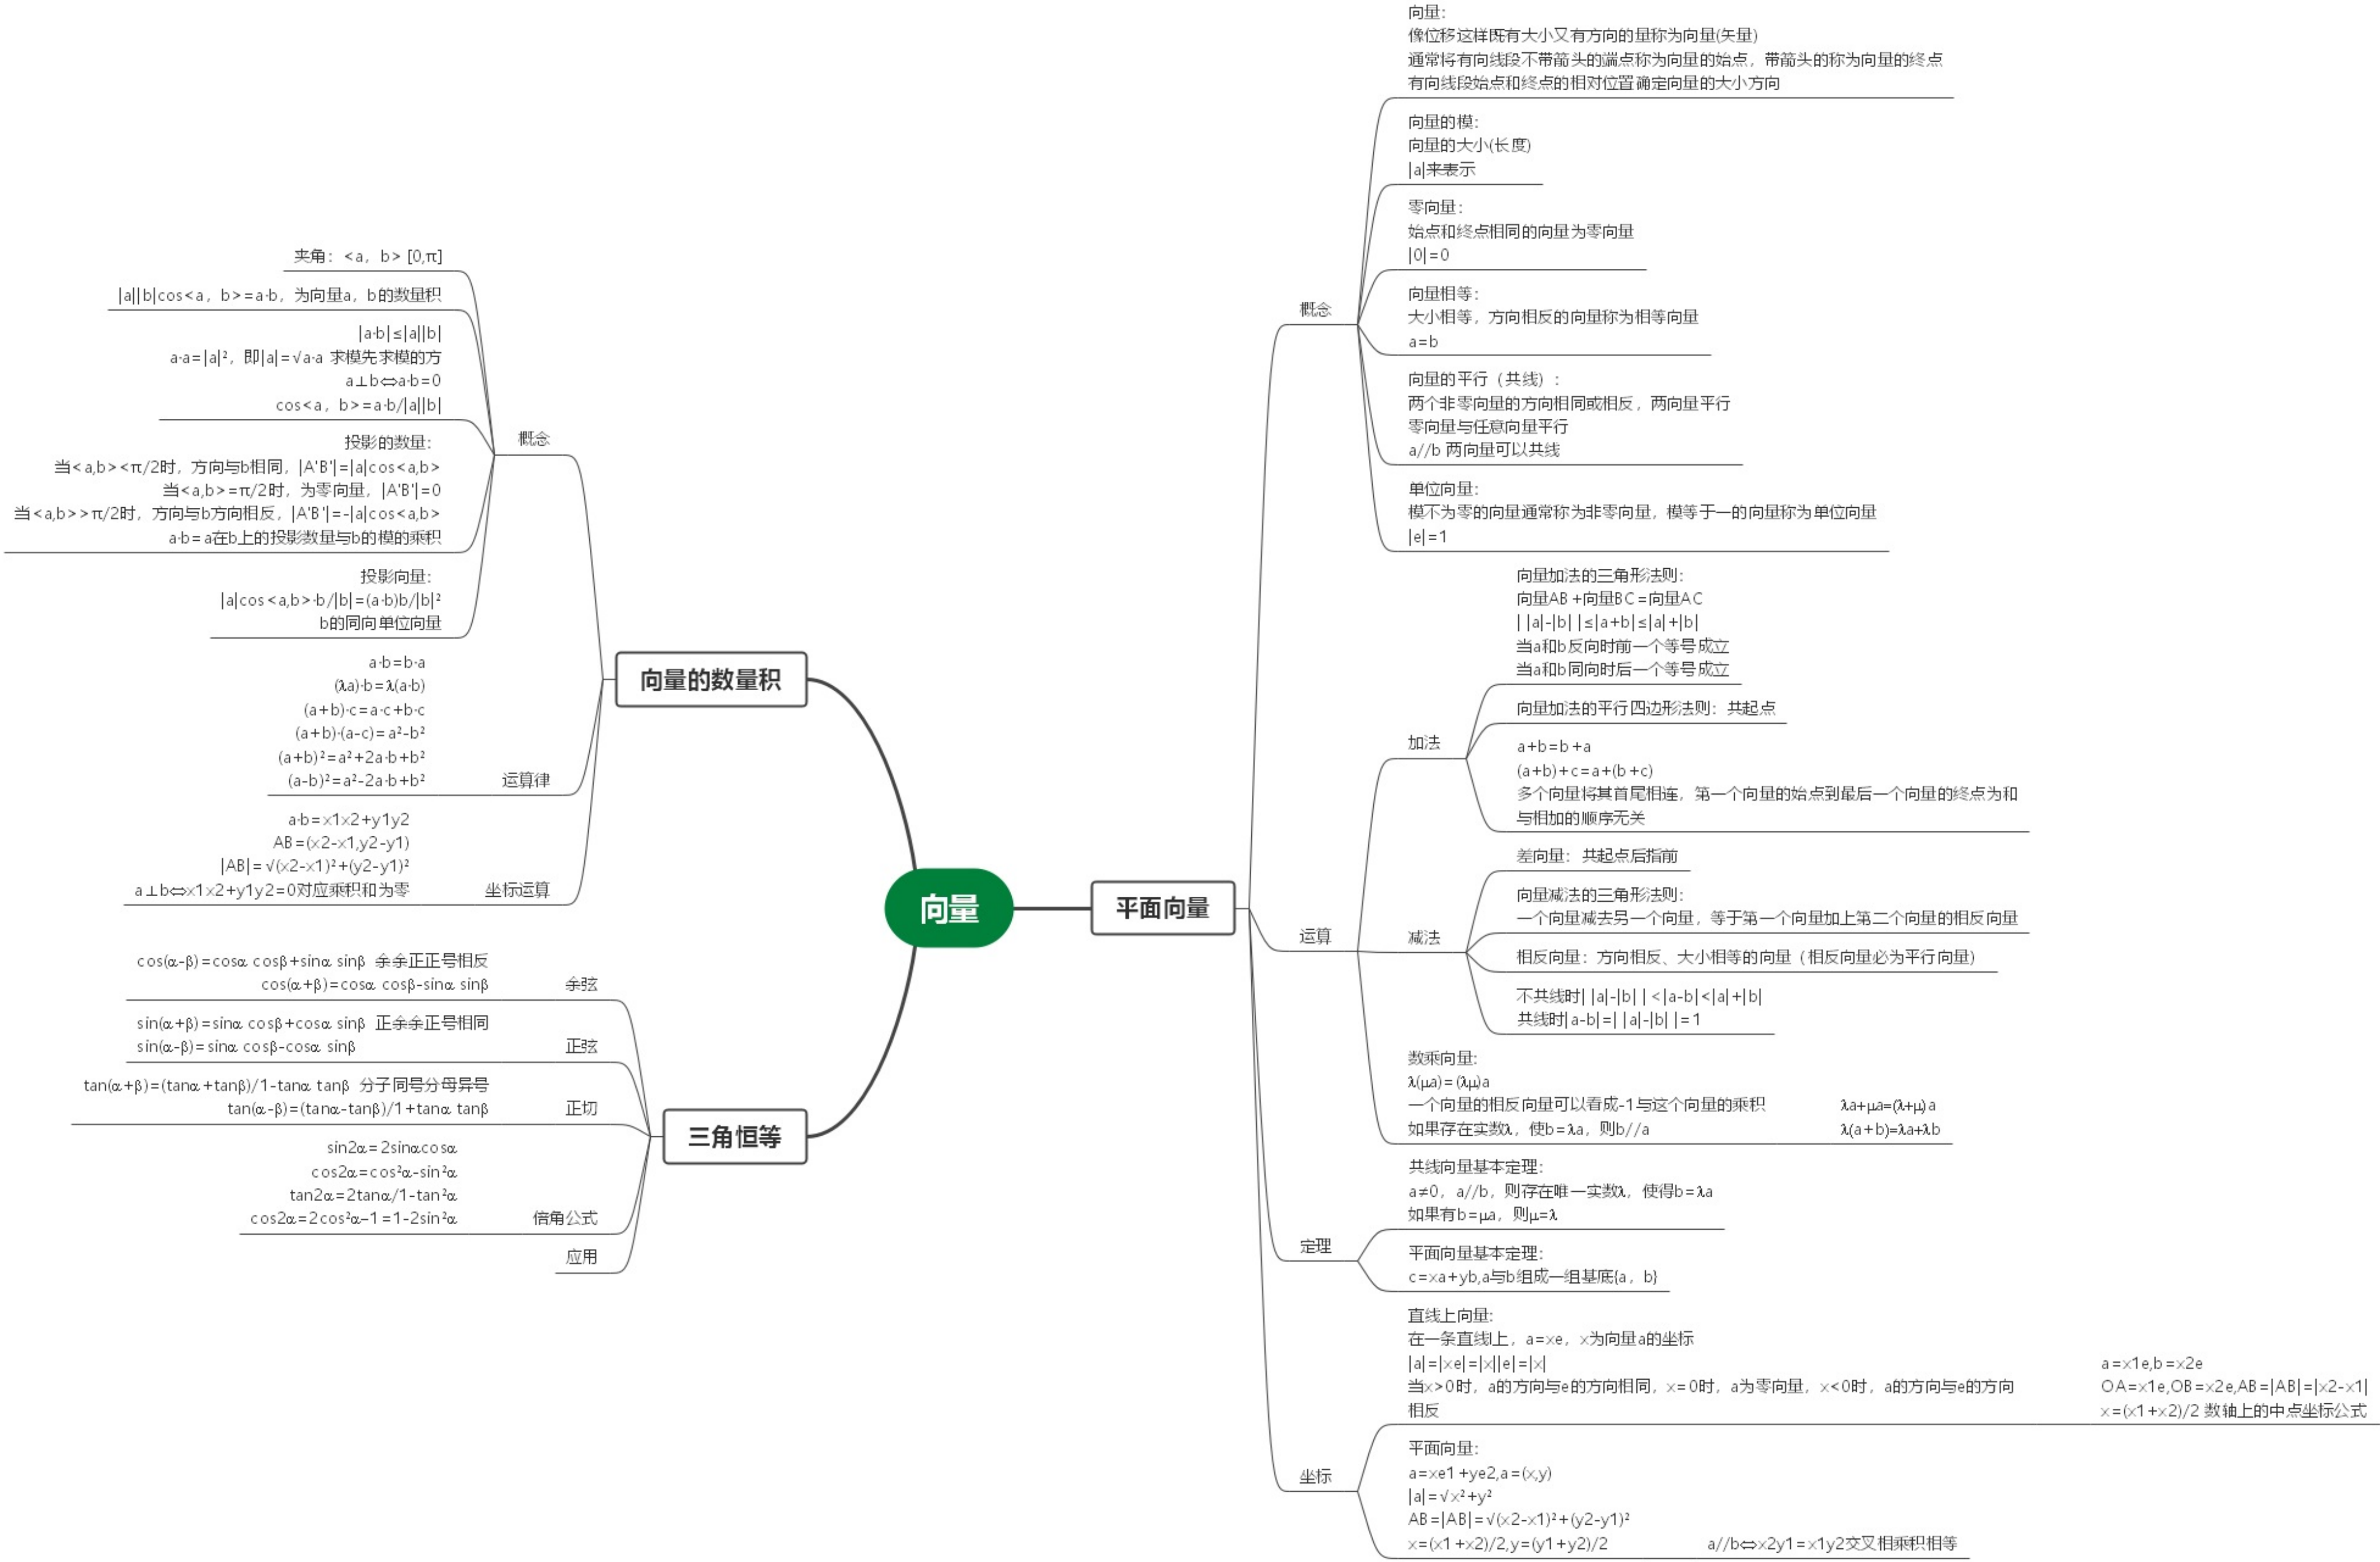 向量
平面向量
概念
向量：
像位移这样既有大小又有方向的量称为向量(矢量)
通常将有向线段不带箭头的端点称为向量的始点，带箭头的称为向量的终点
有向线段始点和终点的相对位置确定向量的大小方向
向量的模：
向量的大小(长度)
|a|来表示
零向量：
始点和终点相同的向量为零向量
|0|=0
向量相等：
大小相等，方向相反的向量称为相等向量
a=b
向量的平行（共线）：
两个非零向量的方向相同或相反，两向量平行
零向量与任意向量平行
a//b 两向量可以共线
单位向量：
模不为零的向量通常称为非零向量，模等于一的向量称为单位向量
|e|=1
运算
加法
向量加法的三角形法则：
向量AB+向量BC=向量AC
| |a|-|b| |≤|a+b|≤|a|+|b|
当a和b反向时前一个等号成立
当a和b同向时后一个等号成立
向量加法的平行四边形法则：共起点
a+b=b+a
(a+b)+c=a+(b+c)
多个向量将其首尾相连，第一个向量的始点到最后一个向量的终点为和
与相加的顺序无关
减法
差向量：共起点后指前
向量减法的三角形法则：
一个向量减去另一个向量，等于第一个向量加上第二个向量的相反向量
相反向量：方向相反、大小相等的向量（相反向量必为平行向量）
不共线时| |a|-|b| |<|a-b|<|a|+|b|
共线时|a-b|=| |a|-|b| |=1
数乘向量：
λ(μa)=(λμ)a
一个向量的相反向量可以看成-1与这个向量的乘积
如果存在实数λ，使b=λa，则b//a
λa+μa=(λ+μ)a
λ(a+b)=λa+λb
定理
共线向量基本定理：
a≠0，a//b，则存在唯一实数λ，使得b=λa
如果有b=μa，则μ=λ
平面向量基本定理：
c=xa+yb,a与b组成一组基底{a，b}
坐标
直线上向量：
在一条直线l上，a=xe，x为向量a的坐标
|a|=|xe|=|x||e|=|x|
当x>0时，a的方向与e的方向相同，x=0时，a为零向量，x<0时，a的方向与e的方向
相反
a=x1e,b=x2e
OA=x1e,OB=x2e,AB=|AB|=|x2-x1|
x=(x1+x2)/2 数轴上的中点坐标公式
平面向量：
a=xe1+ye2,a=(x,y)
|a|=√x²+y²
AB=|AB|=√(x2-x1)²+(y2-y1)²
x=(x1+x2)/2,y=(y1+y2)/2
a//b⇔x2y1=x1y2交叉相乘积相等
向量的数量积
概念
夹角：<a，b> [0,π]
|a||b|cos<a，b>=a·b，为向量a，b的数量积
|a·b|≤|a||b|
a·a=|a|²，即|a|=√a·a 求模先求模的方
a⊥b⇔a·b=0
cos<a，b>=a·b/|a||b|
投影的数量：
当<a,b><π/2时，方向与b相同，|A'B'|=|a|cos<a,b>
当<a,b>=π/2时，为零向量，|A'B'|=0
当<a,b>>π/2时，方向与b方向相反，|A'B'|=-|a|cos<a,b>
a·b=a在b上的投影数量与b的模的乘积
投影向量：
|a|cos<a,b>·b/|b|=(a·b)b/|b|²
b的同向单位向量
运算律
a·b=b·a
(λa)·b=λ(a·b)
(a+b)·c=a·c+b·c
(a+b)·(a-c)=a²-b²
(a+b)²=a²+2a·b+b²
(a-b)²=a²-2a·b+b²
坐标运算
a·b=x1x2+y1y2
AB=(x2-x1,y2-y1)
|AB|=√(x2-x1)²+(y2-y1)²
a⊥b⇔x1x2+y1y2=0对应乘积和为零
三角恒等
余弦
cos(α-β)=cosα cosβ+sinα sinβ 余余正正号相反
cos(α+β)=cosα cosβ-sinα sinβ
正弦
sin(α+β)=sinα cosβ+cosα sinβ 正余余正号相同
sin(α-β)=sinα cosβ-cosα sinβ
正切
tan(α+β)=(tanα+tanβ)/1-tanα tanβ 分子同号分母异号
tan(α-β)=(tanα-tanβ)/1+tanα tanβ
倍角公式
sin2α=2sinαcosα
cos2α=cos²α-sin²α
tan2α=2tanα/1-tan²α
cos2α=2cos²α-1=1-2sin²α
应用